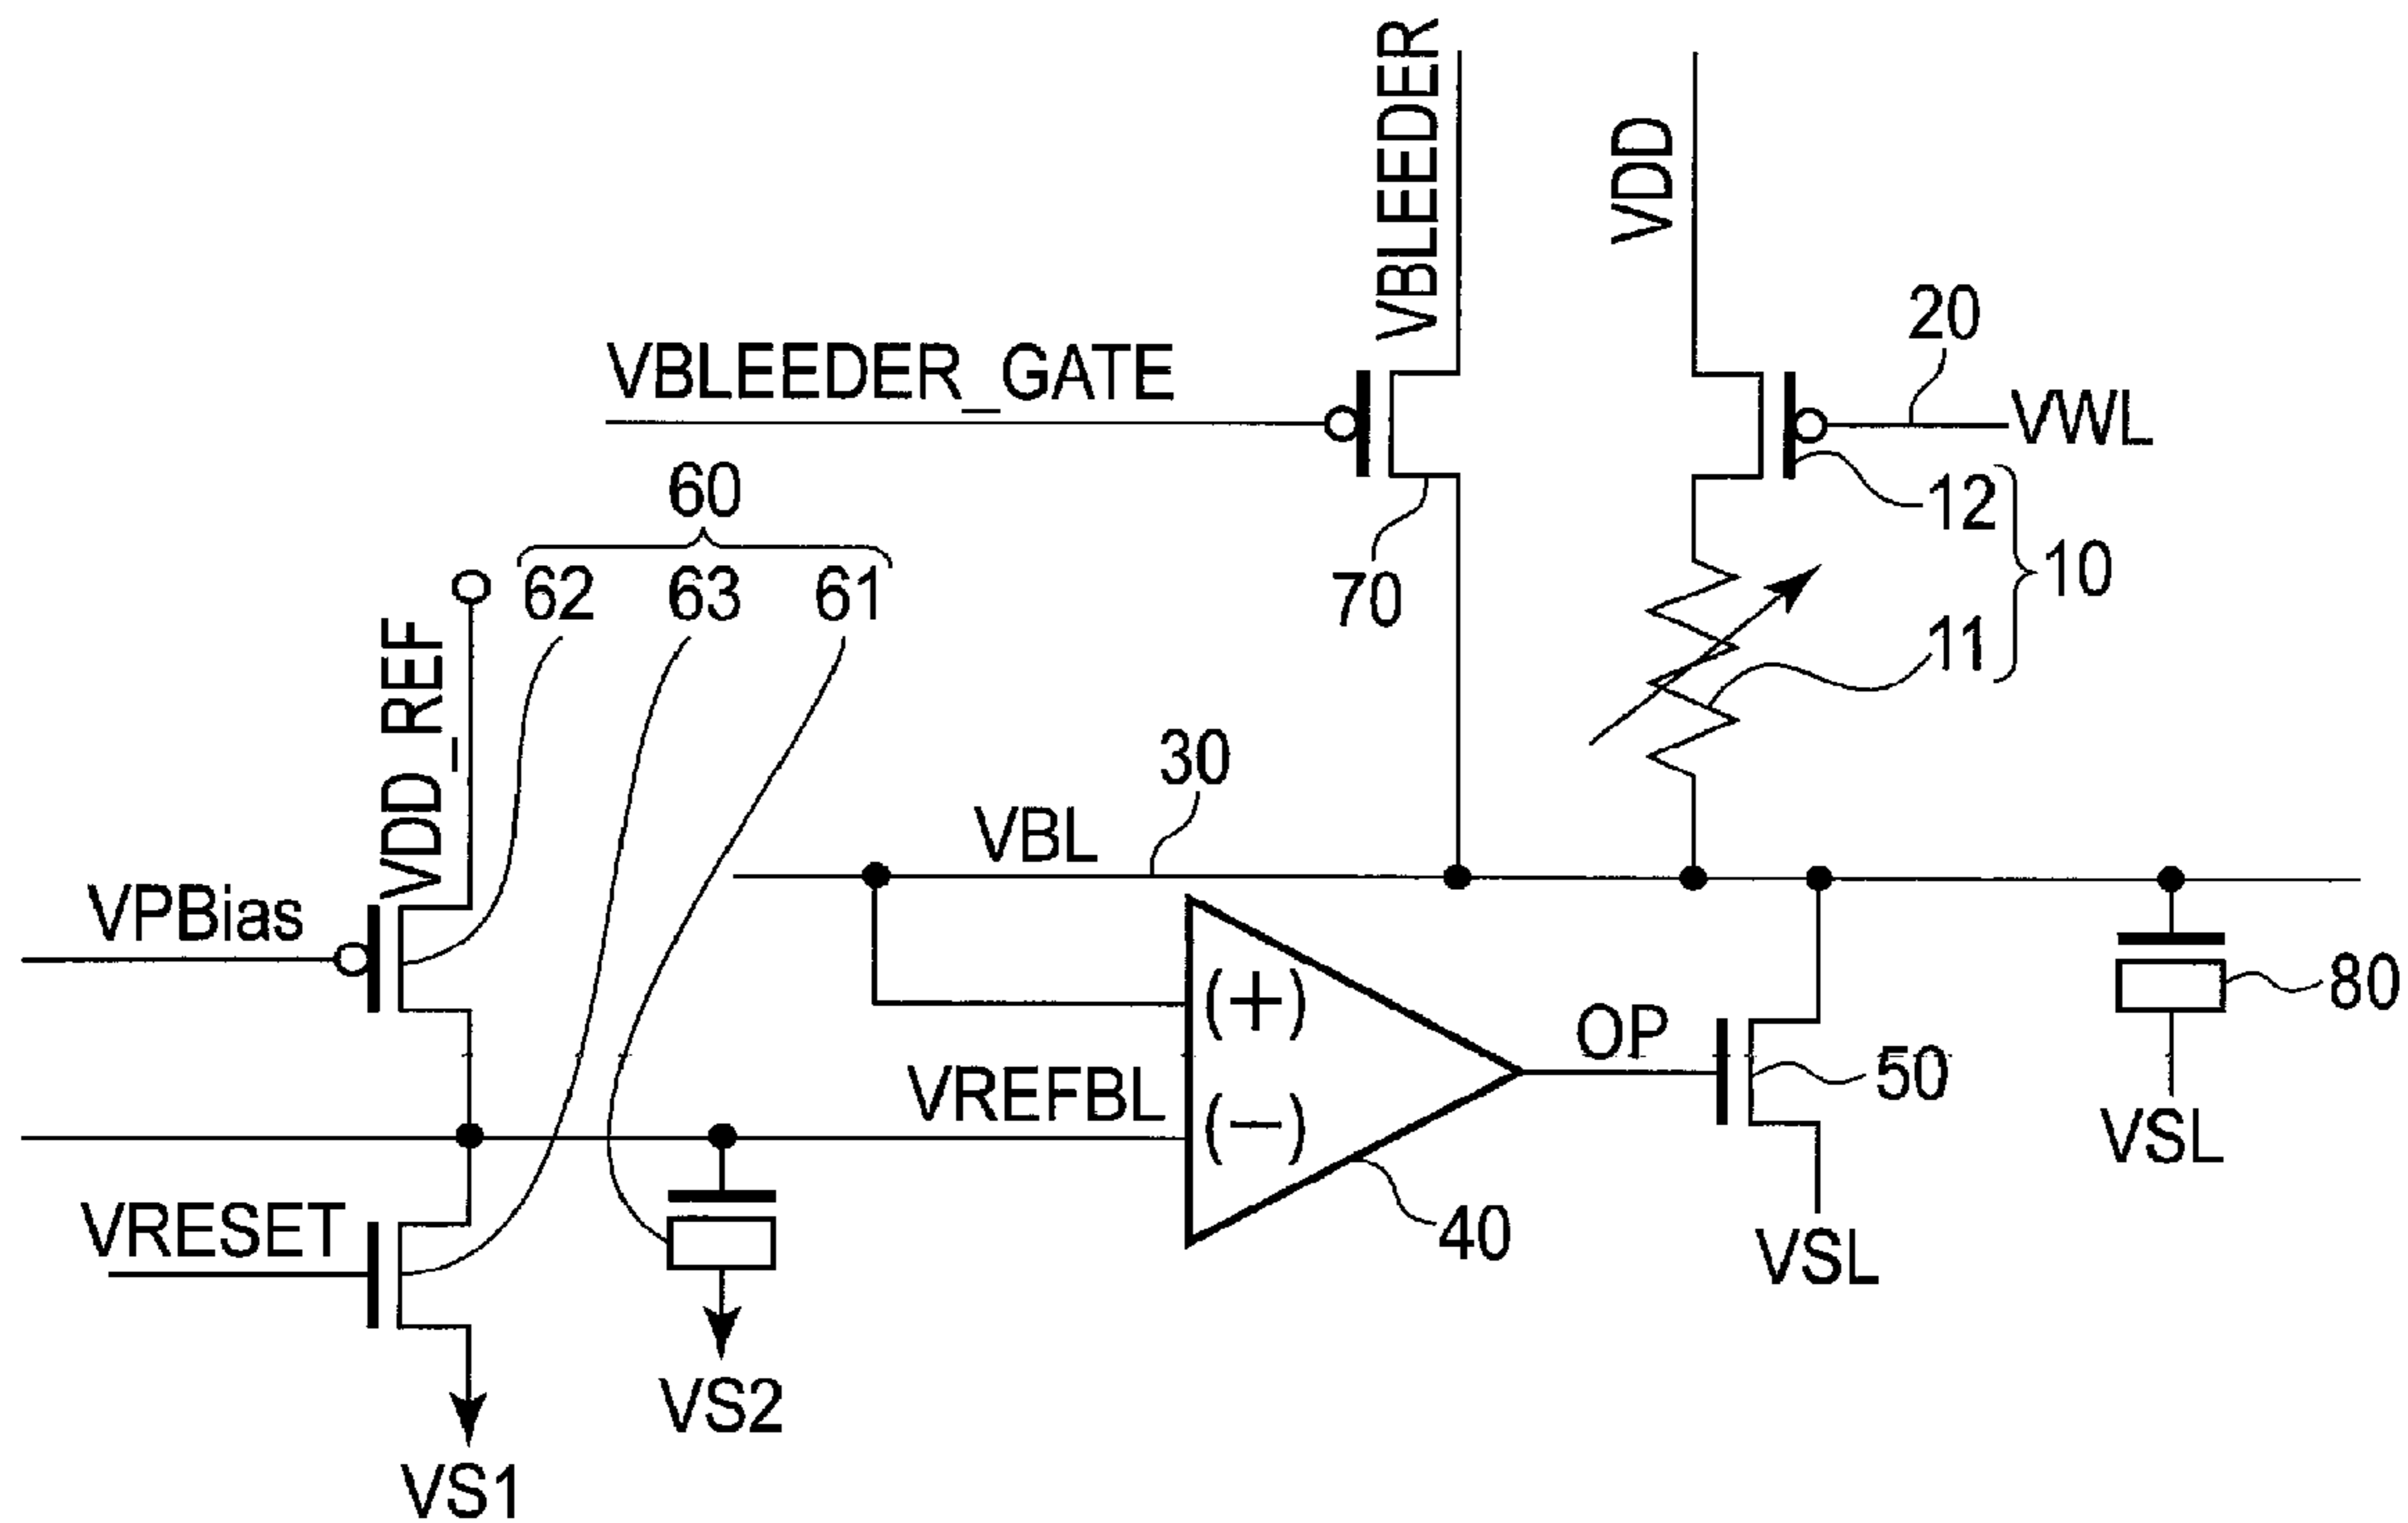 VBLEEDER
VDD
20
VBLEEDER_GATE
VWL
12
10
11
60
62 63 61
70
VDD_REF
30
VBL
VPBias
(+)
OP
80
50
VREFBL
(−)
VSL
VRESET
40
VSL
VS2
VS1